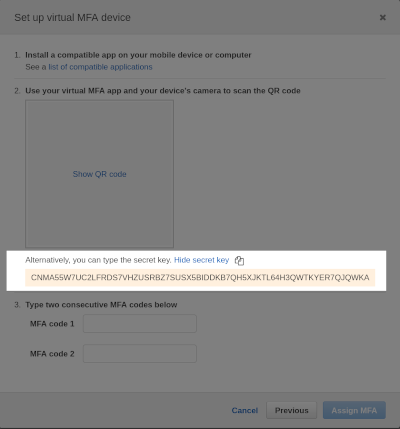 Set up virtual MFA device
1. Install a compatible app on your mobile device or computer
See a list of compatible applications
2. Use your virtual MFA app and your device's camera to scan the QR code
Show QR code
Alternatively, you can type the secret key. Hide secret key
CNMA55W7UC2LFRDS7VHZUSRBZ7SUSX5BIDDKB7QH5XJKTL64H3QWTKYER7QJQWKA
3. Type two consecutive MFA codes below
MFA code 1
MFA code 2
Cancel Previous Assign MFA